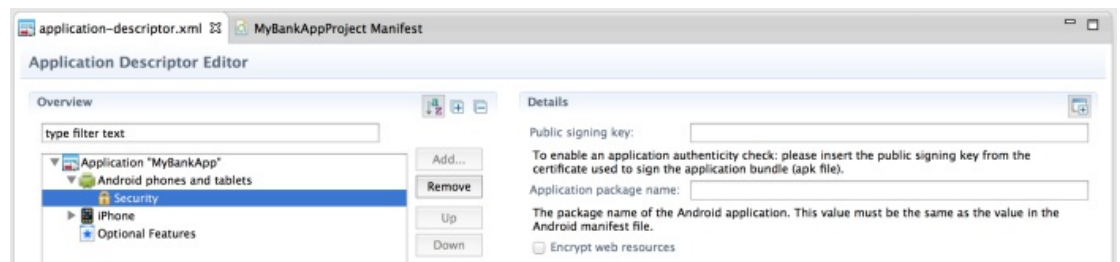 application-descriptor.xml
MyBankAppProject Manifest
Application Descriptor Editor
Overview
type filter text
Application "MyBankApp"
Android phones and tablets
Security
iPhone
Optional Features
Add...
Remove
Up
Down
Details
Public signing key:
To enable an application authenticity check: please insert the public signing key from the
certificate used to sign the application bundle (apk file).
Application package name:
The package name of the Android application. This value must be the same as the value in the
Android manifest file.
Encrypt web resources